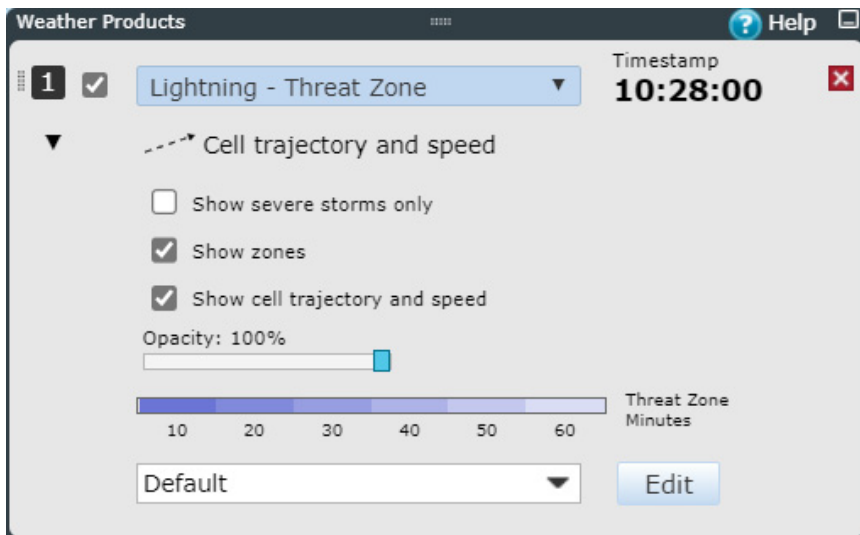 Weather Products
? Help
Timestamp
1
Lightning - Threat Zone
10:28:00
Cell trajectory and speed
Show severe storms only
Show zones
Show cell trajectory and speed
Opacity: 100%
Threat Zone
Minutes
10 20 30 40 50 60
Default
Edit